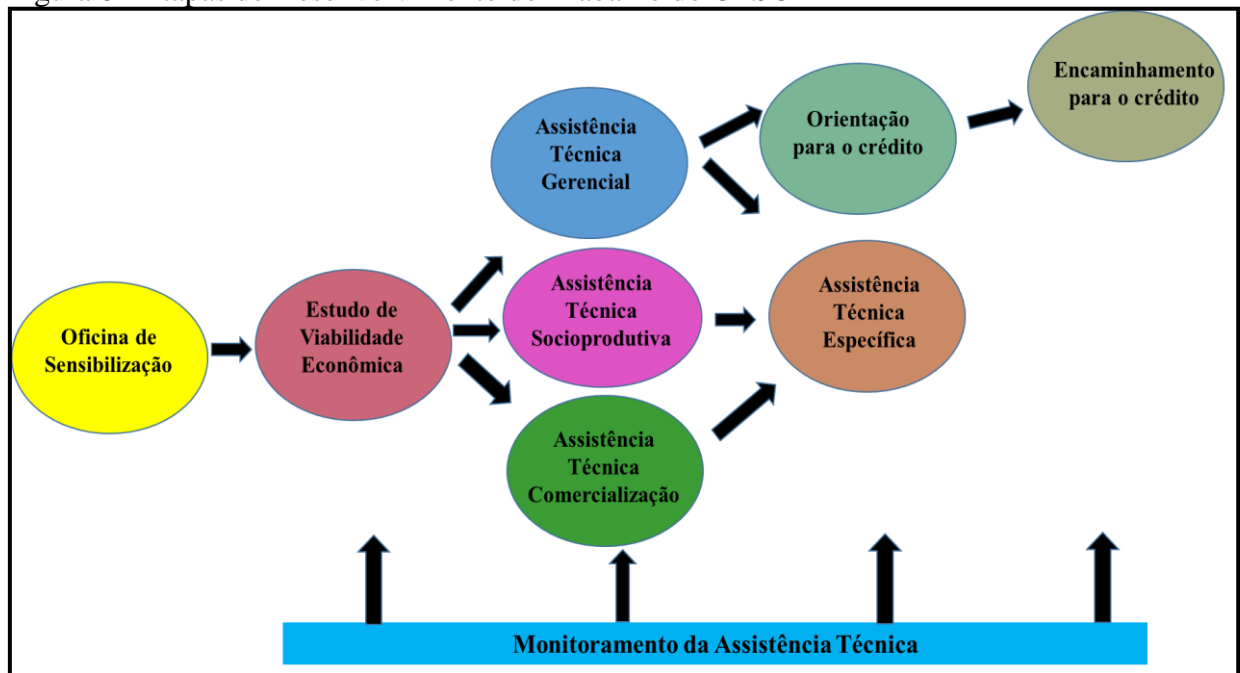 Encaminhamento
para o crédito
Assistência
Técnica
Gerencial
Orientação
para o crédito
Oficina de
Sensibilização
Estudo de
Viabilidade
Econômica
Assistência
Técnica
Socioprodutiva
Assistência
Técnica
Específica
Assistência
Técnica
Comercialização
Monitoramento da Assistência Técnica